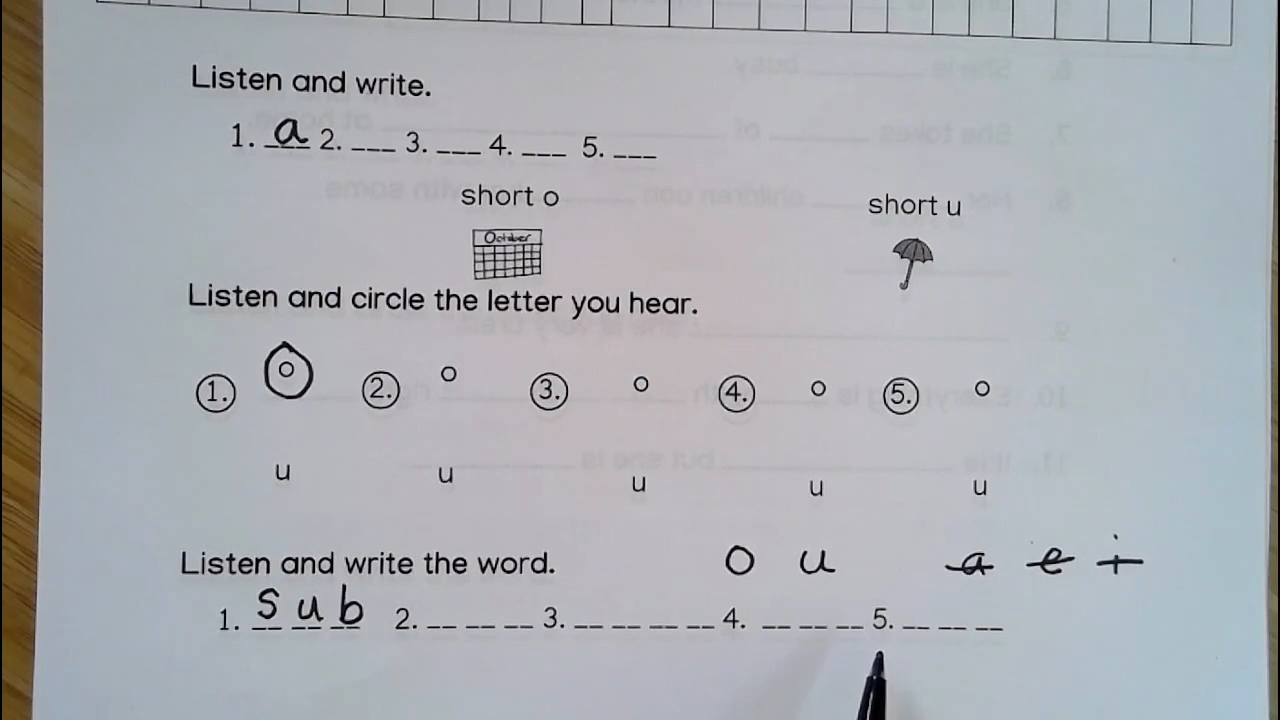 Listen and write.
1. a 2. ___ 3. ___ 4. ___ 5. ___
short o short u
October
Listen and circle the letter you hear.
1. o 2. o 3. o 4. o 5. o
u u u u u
Listen and write the word. o u a e i
1. sub 2. __ __ __ 3. __ __ __ __ 4. __ __ __ 5. __ __ __